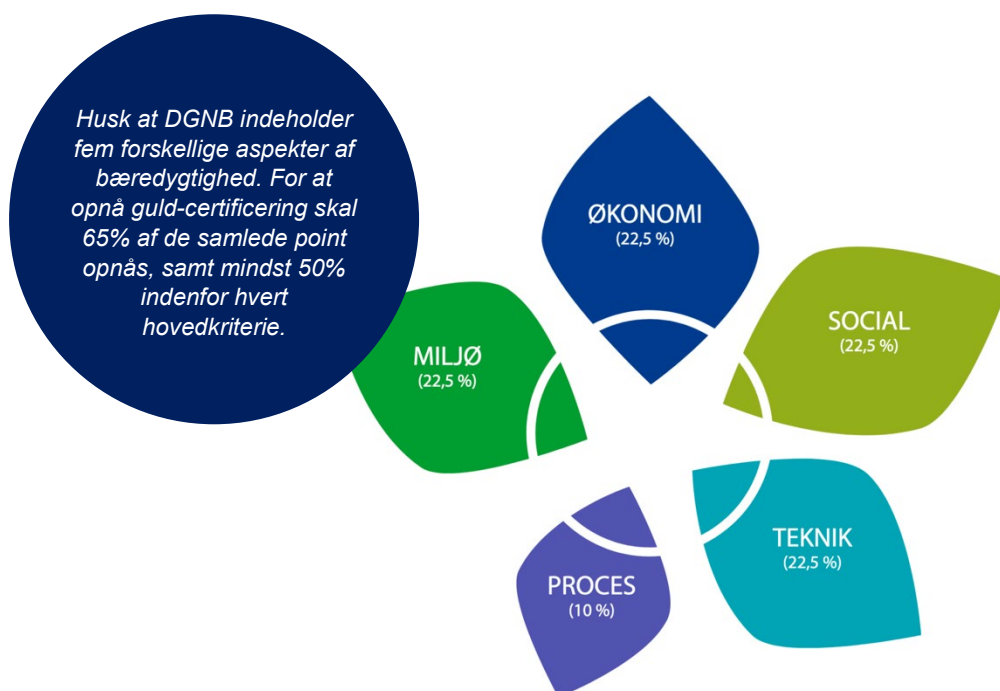 Husk at DGNB indeholder
fem forskellige aspekter af
bæredygtighed. For at
opnå guld-certificering skal
65% af de samlede point
opnås, samt mindst 50%
indenfor hvert
hovedkriterie.
ØKONOMI
(22,5 %)
SOCIAL
(22,5 %)
MILJØ
(22,5 %)
TEKNIK
(22,5 %)
PROCES
(10 %)